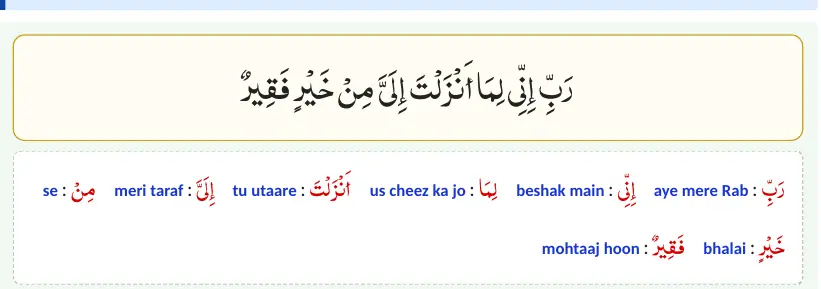 رَبِّ إِنِّي لِمَا أَنْزَلْتَ إِلَيَّ مِنْ خَيْرٍ فَقِيرٌ
رَبِّ : aye mere Rab إِنِّي : beshak main لِمَا : us cheez ka jo أَنْزَلْتَ : tu utaare إِلَيَّ : meri taraf مِنْ : se
خَيْرٍ : bhalai فَقِيرٌ : mohtaaj hoon